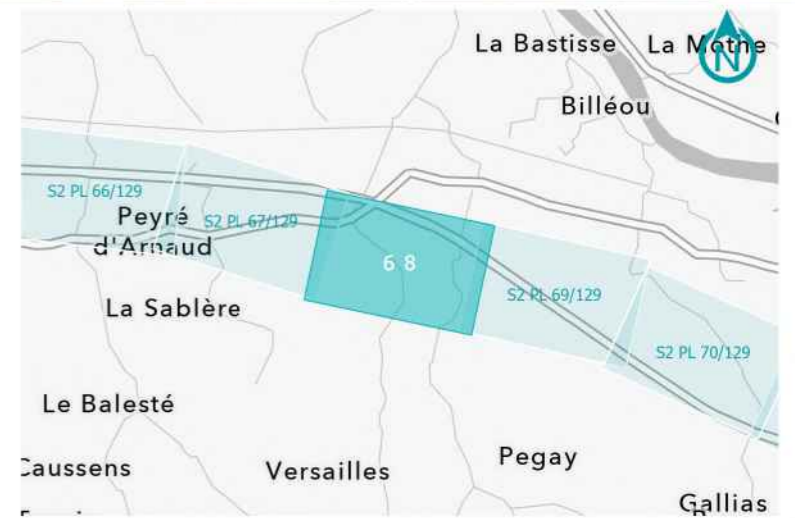 La Bastisse
La Mothe
N
Billéou
S2 PL 66/129
Peyré
d'Arnaud
S2 PL 67/129
6 8
S2 PL 69/129
La Sablère
S2 PL 70/129
Le Balesté
Caussens
Versailles
Pegay
Gallias